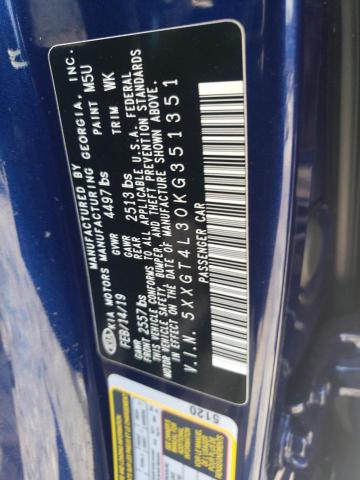 KIA
MANUFACTURED BY
KIA MOTORS MANUFACTURING GEORGIA, INC.
FEB/14/19 PAINT M5U
GVWR 4497 lbs TRIM WK
GAWR FRONT 2557 lbs GAWR REAR 2513 lbs
THIS VEHICLE CONFORMS TO ALL APPLICABLE U.S.A. FEDERAL
MOTOR VEHICLE SAFETY, BUMPER, AND THEFT PREVENTION STANDARDS
IN EFFECT ON THE DATE OF MANUFACTURE SHOWN ABOVE.
V.I.N. 5XXGT4L30KG351351
PASSENGER CAR
5120